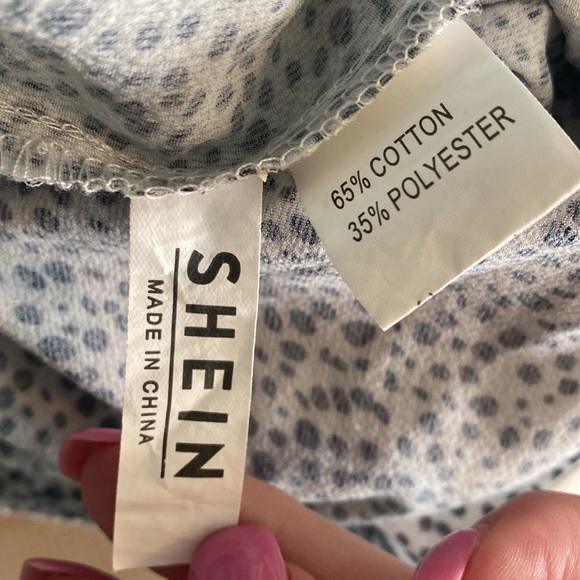 65% COTTON
35% POLYESTER
SHEIN
MADE IN CHINA